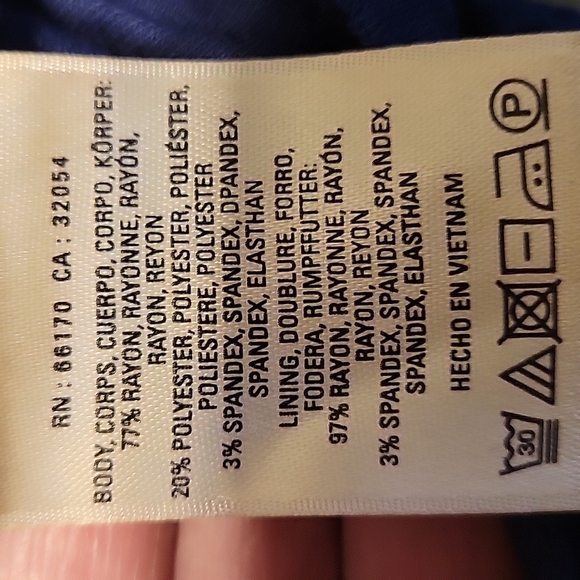 RN : 66170 CA : 32054
BODY, CORPS, CUERPO, CORPO, KÖRPER:
77% RAYON, RAYONNE, RAYÓN,
RAYON, REYON
20% POLYESTER, POLYESTER, POLIÉSTER,
POLIESTERE, POLYESTER
3% SPANDEX, SPANDEX, DPANDEX,
SPANDEX, ELASTHAN
LINING, DOUBLURE, FORRO,
FODERA, RUMPFFUTTER:
97% RAYON, RAYONNE, RAYÓN,
RAYON, REYON
3% SPANDEX, SPANDEX, SPANDEX,
SPANDEX, ELASTHAN
HECHO EN VIETNAM
30 P